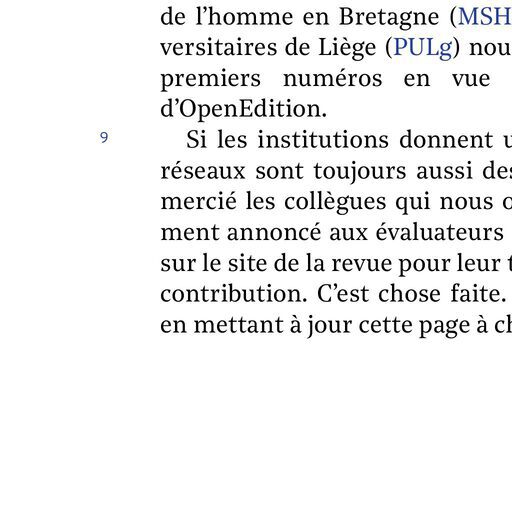 de l’homme en Bretagne (MSH
versitaires de Liège (PULg) nou
premiers numéros en vue
d’OpenEdition.
9 Si les institutions donnent u
réseaux sont toujours aussi des
mercié les collègues qui nous o
ment annoncé aux évaluateurs
sur le site de la revue pour leur t
contribution. C’est chose faite.
en mettant à jour cette page à ch